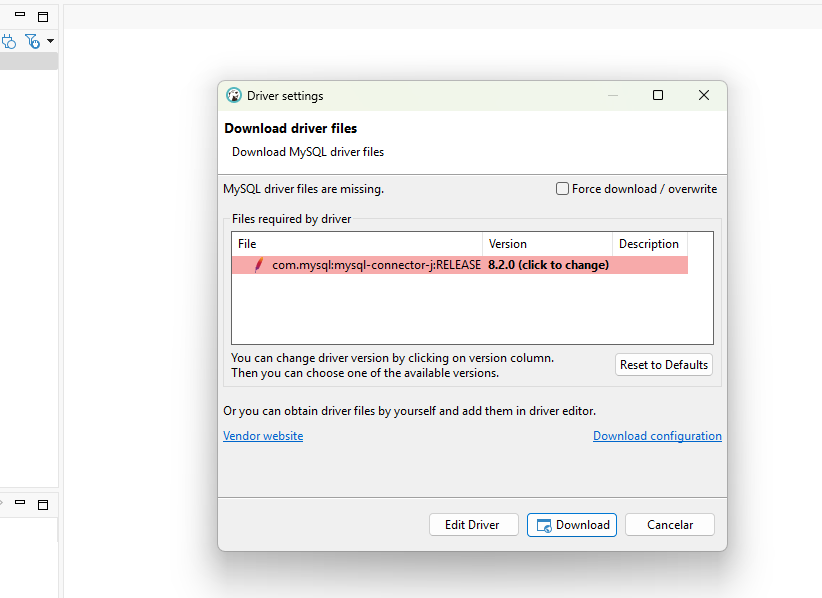 Driver settings
Download driver files
Download MySQL driver files
MySQL driver files are missing.
Force download / overwrite
Files required by driver
File Version Description
com.mysql:mysql-connector-j:RELEASE 8.2.0 (click to change)
You can change driver version by clicking on version column.
Then you can choose one of the available versions.
Reset to Defaults
Or you can obtain driver files by yourself and add them in driver editor.
Vendor website Download configuration
Edit Driver Download Cancelar